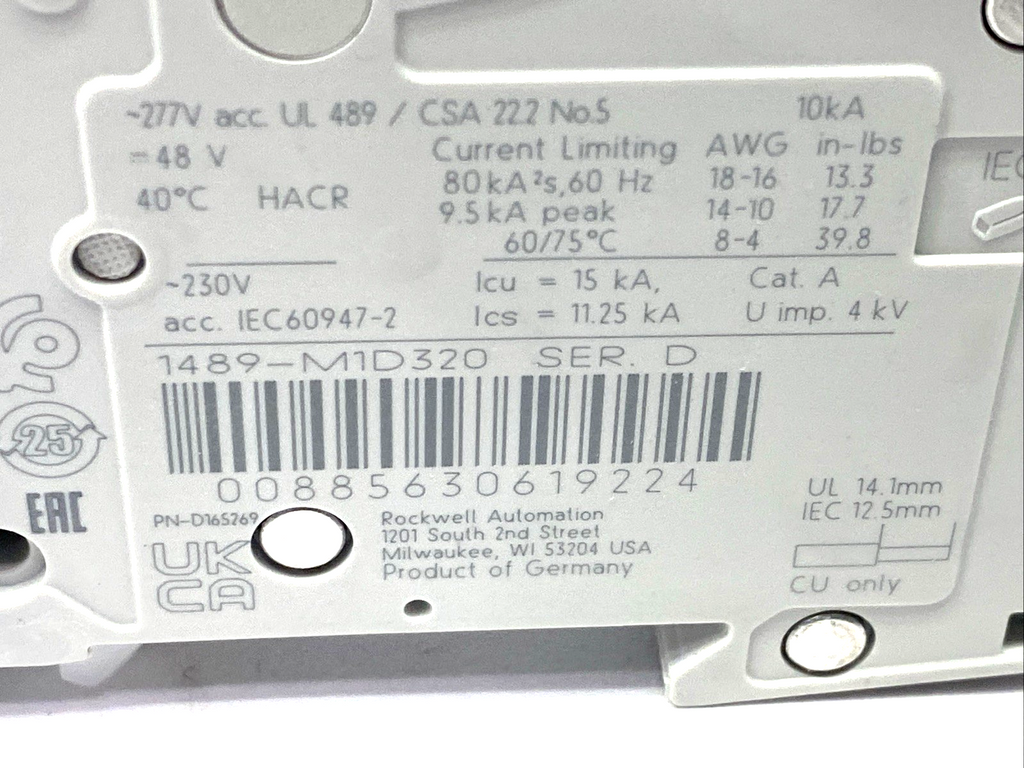 ~277V acc. UL 489 / CSA 22.2 No.5 10kA
⎓48 V Current Limiting AWG in-lbs
40°C HACR 80kA²s,60 Hz 18-16 13.3
9.5kA peak 14-10 17.7
60/75°C 8-4 39.8
~230V Icu = 15 kA, Cat. A
acc. IEC60947-2 Ics = 11.25 kA U imp. 4 kV
1489-M1D320 SER. D
00885630619224
PN-D165269
Rockwell Automation
1201 South 2nd Street
Milwaukee, WI 53204 USA
Product of Germany
UL 14.1mm
IEC 12.5mm
CU only
UK
CA
25
EAC
IEC